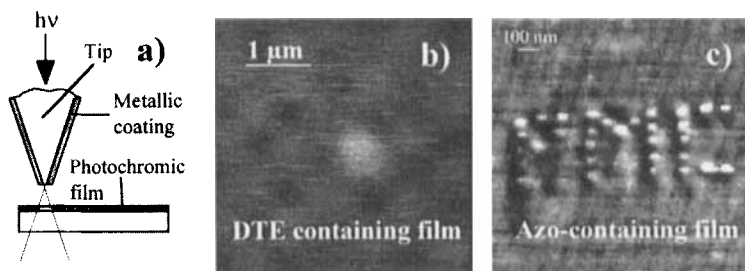 hν
a)
Tip
Metallic
coating
Photochromic
film
1 µm
b)
DTE containing film
100 nm
c)
Azo-containing film